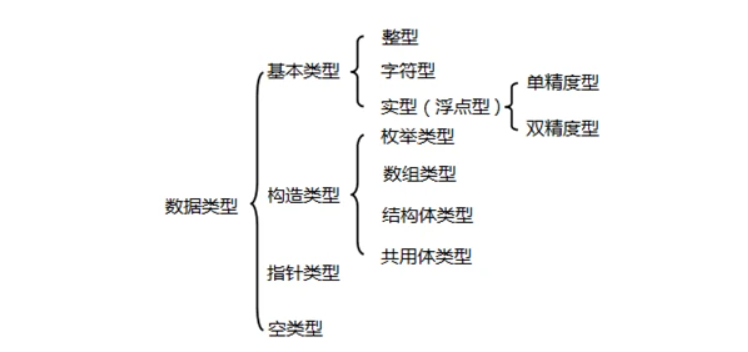 数据类型
基本类型
整型
字符型
实型（浮点型）
单精度型
双精度型
构造类型
枚举类型
数组类型
结构体类型
共用体类型
指针类型
空类型